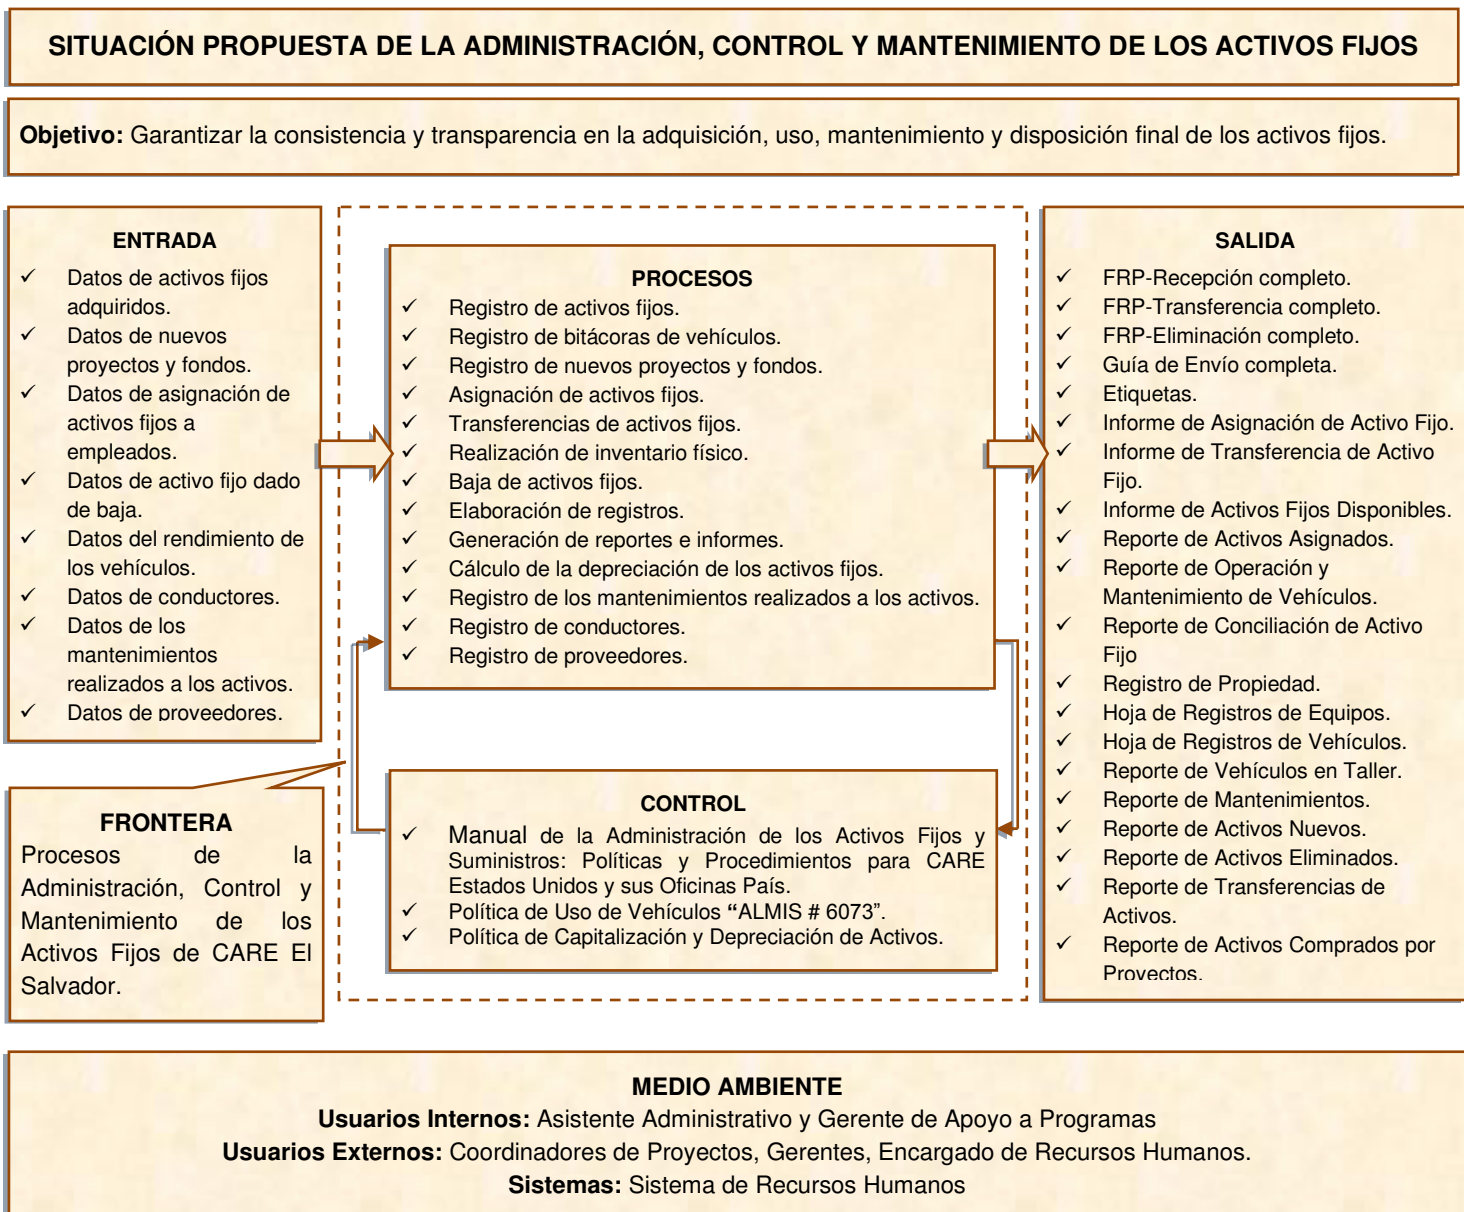 SITUACIÓN PROPUESTA DE LA ADMINISTRACIÓN, CONTROL Y MANTENIMIENTO DE LOS ACTIVOS FIJOS
Objetivo: Garantizar la consistencia y transparencia en la adquisición, uso, mantenimiento y disposición final de los activos fijos.
ENTRADA
✓ Datos de activos fijos
adquiridos.
✓ Datos de nuevos
proyectos y fondos.
✓ Datos de asignación de
activos fijos a
empleados.
✓ Datos de activo fijo dado
de baja.
✓ Datos del rendimiento de
los vehículos.
✓ Datos de conductores.
✓ Datos de los
mantenimientos
realizados a los activos.
✓ Datos de proveedores.
PROCESOS
✓ Registro de activos fijos.
✓ Registro de bitácoras de vehículos.
✓ Registro de nuevos proyectos y fondos.
✓ Asignación de activos fijos.
✓ Transferencias de activos fijos.
✓ Realización de inventario físico.
✓ Baja de activos fijos.
✓ Elaboración de registros.
✓ Generación de reportes e informes.
✓ Cálculo de la depreciación de los activos fijos.
✓ Registro de los mantenimientos realizados a los activos.
✓ Registro de conductores.
✓ Registro de proveedores.
SALIDA
✓ FRP-Recepción completo.
✓ FRP-Transferencia completo.
✓ FRP-Eliminación completo.
✓ Guía de Envío completa.
✓ Etiquetas.
✓ Informe de Asignación de Activo Fijo.
✓ Informe de Transferencia de Activo
Fijo.
✓ Informe de Activos Fijos Disponibles.
✓ Reporte de Activos Asignados.
✓ Reporte de Operación y
Mantenimiento de Vehículos.
✓ Reporte de Conciliación de Activo
Fijo
✓ Registro de Propiedad.
✓ Hoja de Registros de Equipos.
✓ Hoja de Registros de Vehículos.
✓ Reporte de Vehículos en Taller.
✓ Reporte de Mantenimientos.
✓ Reporte de Activos Nuevos.
✓ Reporte de Activos Eliminados.
✓ Reporte de Transferencias de
Activos.
✓ Reporte de Activos Comprados por
Proyectos.
FRONTERA
Procesos de la
Administración, Control y
Mantenimiento de los
Activos Fijos de CARE El
Salvador.
CONTROL
✓ Manual de la Administración de los Activos Fijos y
Suministros: Políticas y Procedimientos para CARE
Estados Unidos y sus Oficinas País.
✓ Política de Uso de Vehículos “ALMIS # 6073”.
✓ Política de Capitalización y Depreciación de Activos.
MEDIO AMBIENTE
Usuarios Internos: Asistente Administrativo y Gerente de Apoyo a Programas
Usuarios Externos: Coordinadores de Proyectos, Gerentes, Encargado de Recursos Humanos.
Sistemas: Sistema de Recursos Humanos